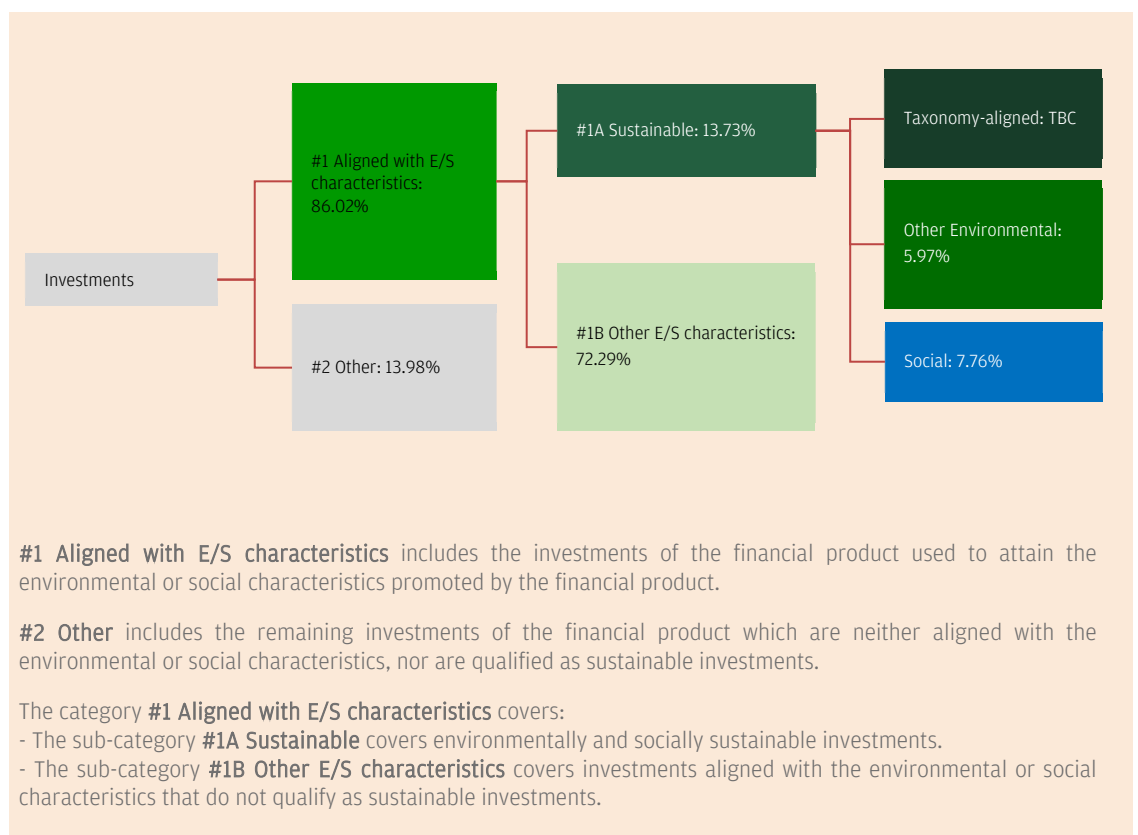 Investments
#1 Aligned with E/S
characteristics:
86.02%
#2 Other: 13.98%
#1A Sustainable: 13.73%
#1B Other E/S characteristics:
72.29%
Taxonomy-aligned: TBC
Other Environmental:
5.97%
Social: 7.76%
#1 Aligned with E/S characteristics includes the investments of the financial product used to attain the
environmental or social characteristics promoted by the financial product.
#2 Other includes the remaining investments of the financial product which are neither aligned with the
environmental or social characteristics, nor are qualified as sustainable investments.
The category #1 Aligned with E/S characteristics covers:
- The sub-category #1A Sustainable covers environmentally and socially sustainable investments.
- The sub-category #1B Other E/S characteristics covers investments aligned with the environmental or social
characteristics that do not qualify as sustainable investments.